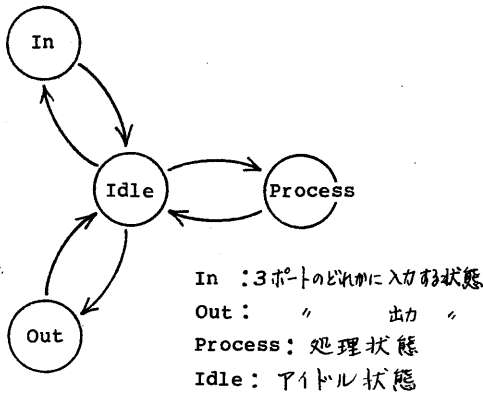 In
Idle
Process
Out
In :3ポートのどれかに入力する状態
Out: 〃 出力 〃
Process: 処理状態
Idle: アイドル状態